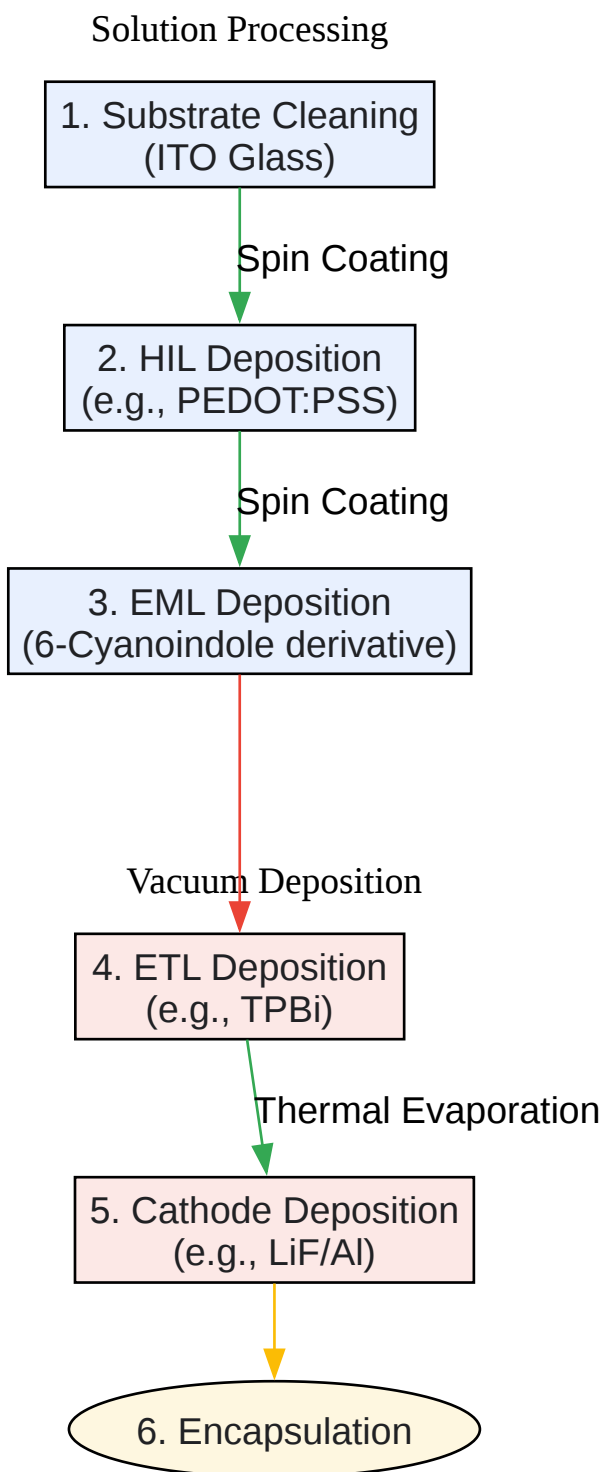 Solution Processing
1. Substrate Cleaning
(ITO Glass)
Spin Coating
2. HIL Deposition
(e.g., PEDOT:PSS)
Spin Coating
3. EML Deposition
(6-Cyanoindole derivative)
Vacuum Deposition
4. ETL Deposition
(e.g., TPBi)
Thermal Evaporation
5. Cathode Deposition
(e.g., LiF/Al)
6. Encapsulation